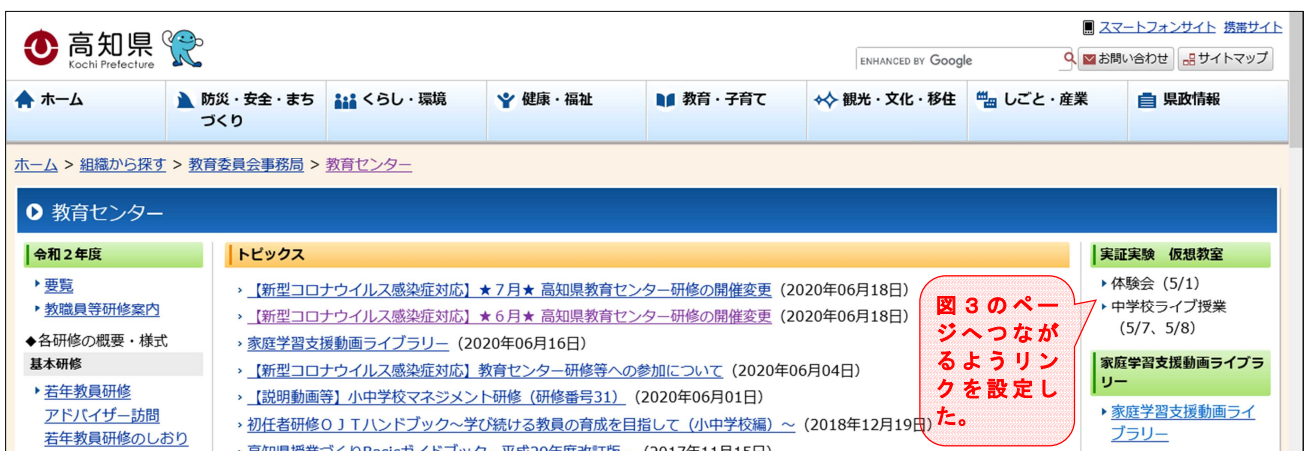 スマートフォンサイト 携帯サイト
高知県
Kochi Prefecture
ENHANCED BY Google
お問い合わせ サイトマップ
ホーム
防災・安全・まちづくり
くらし・環境
健康・福祉
教育・子育て
観光・文化・移住
しごと・産業
県政情報
ホーム > 組織から探す > 教育委員会事務局 > 教育センター
教育センター
令和2年度
要覧
教職員等研修案内
◆各研修の概要・様式
基本研修
若年教員研修
アドバイザー訪問
若年教員研修のしおり
トピックス
【新型コロナウイルス感染症対応】★7月★ 高知県教育センター研修の開催変更（2020年06月18日）
【新型コロナウイルス感染症対応】★6月★ 高知県教育センター研修の開催変更（2020年06月18日）
家庭学習支援動画ライブラリー（2020年06月16日）
【新型コロナウイルス感染症対応】教育センター研修等への参加について（2020年06月04日）
【説明動画等】小中学校マネジメント研修（研修番号31）（2020年06月01日）
初任者研修OJTハンドブック～学び続ける教員の育成を目指して（小中学校編）～（2018年12月19日）
図３のペー
ジへつなが
るようリン
クを設定し
た。
実証実験 仮想教室
体験会（5/1）
中学校ライブ授業
（5/7、5/8）
家庭学習支援動画ライブラ
リー
家庭学習支援動画ライ
ブラリー